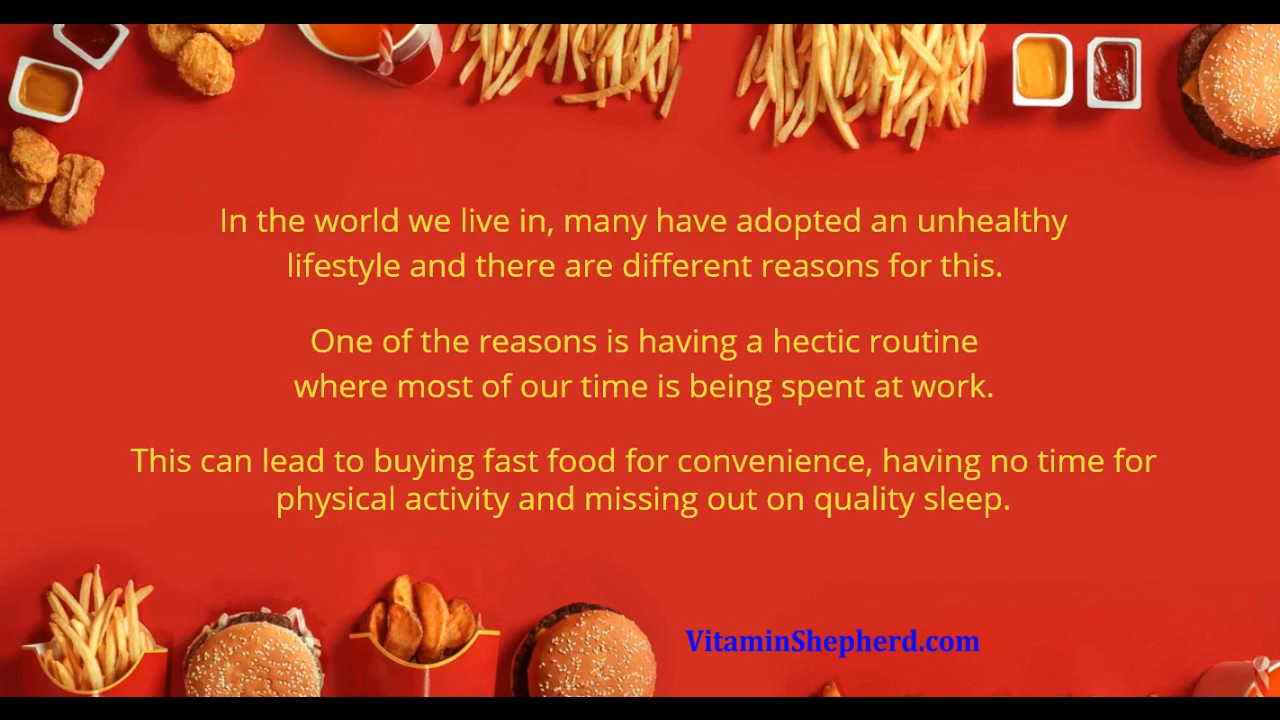 In the world we live in, many have adopted an unhealthy
lifestyle and there are different reasons for this.
One of the reasons is having a hectic routine
where most of our time is being spent at work.
This can lead to buying fast food for convenience, having no time for
physical activity and missing out on quality sleep.
VitaminShepherd.com